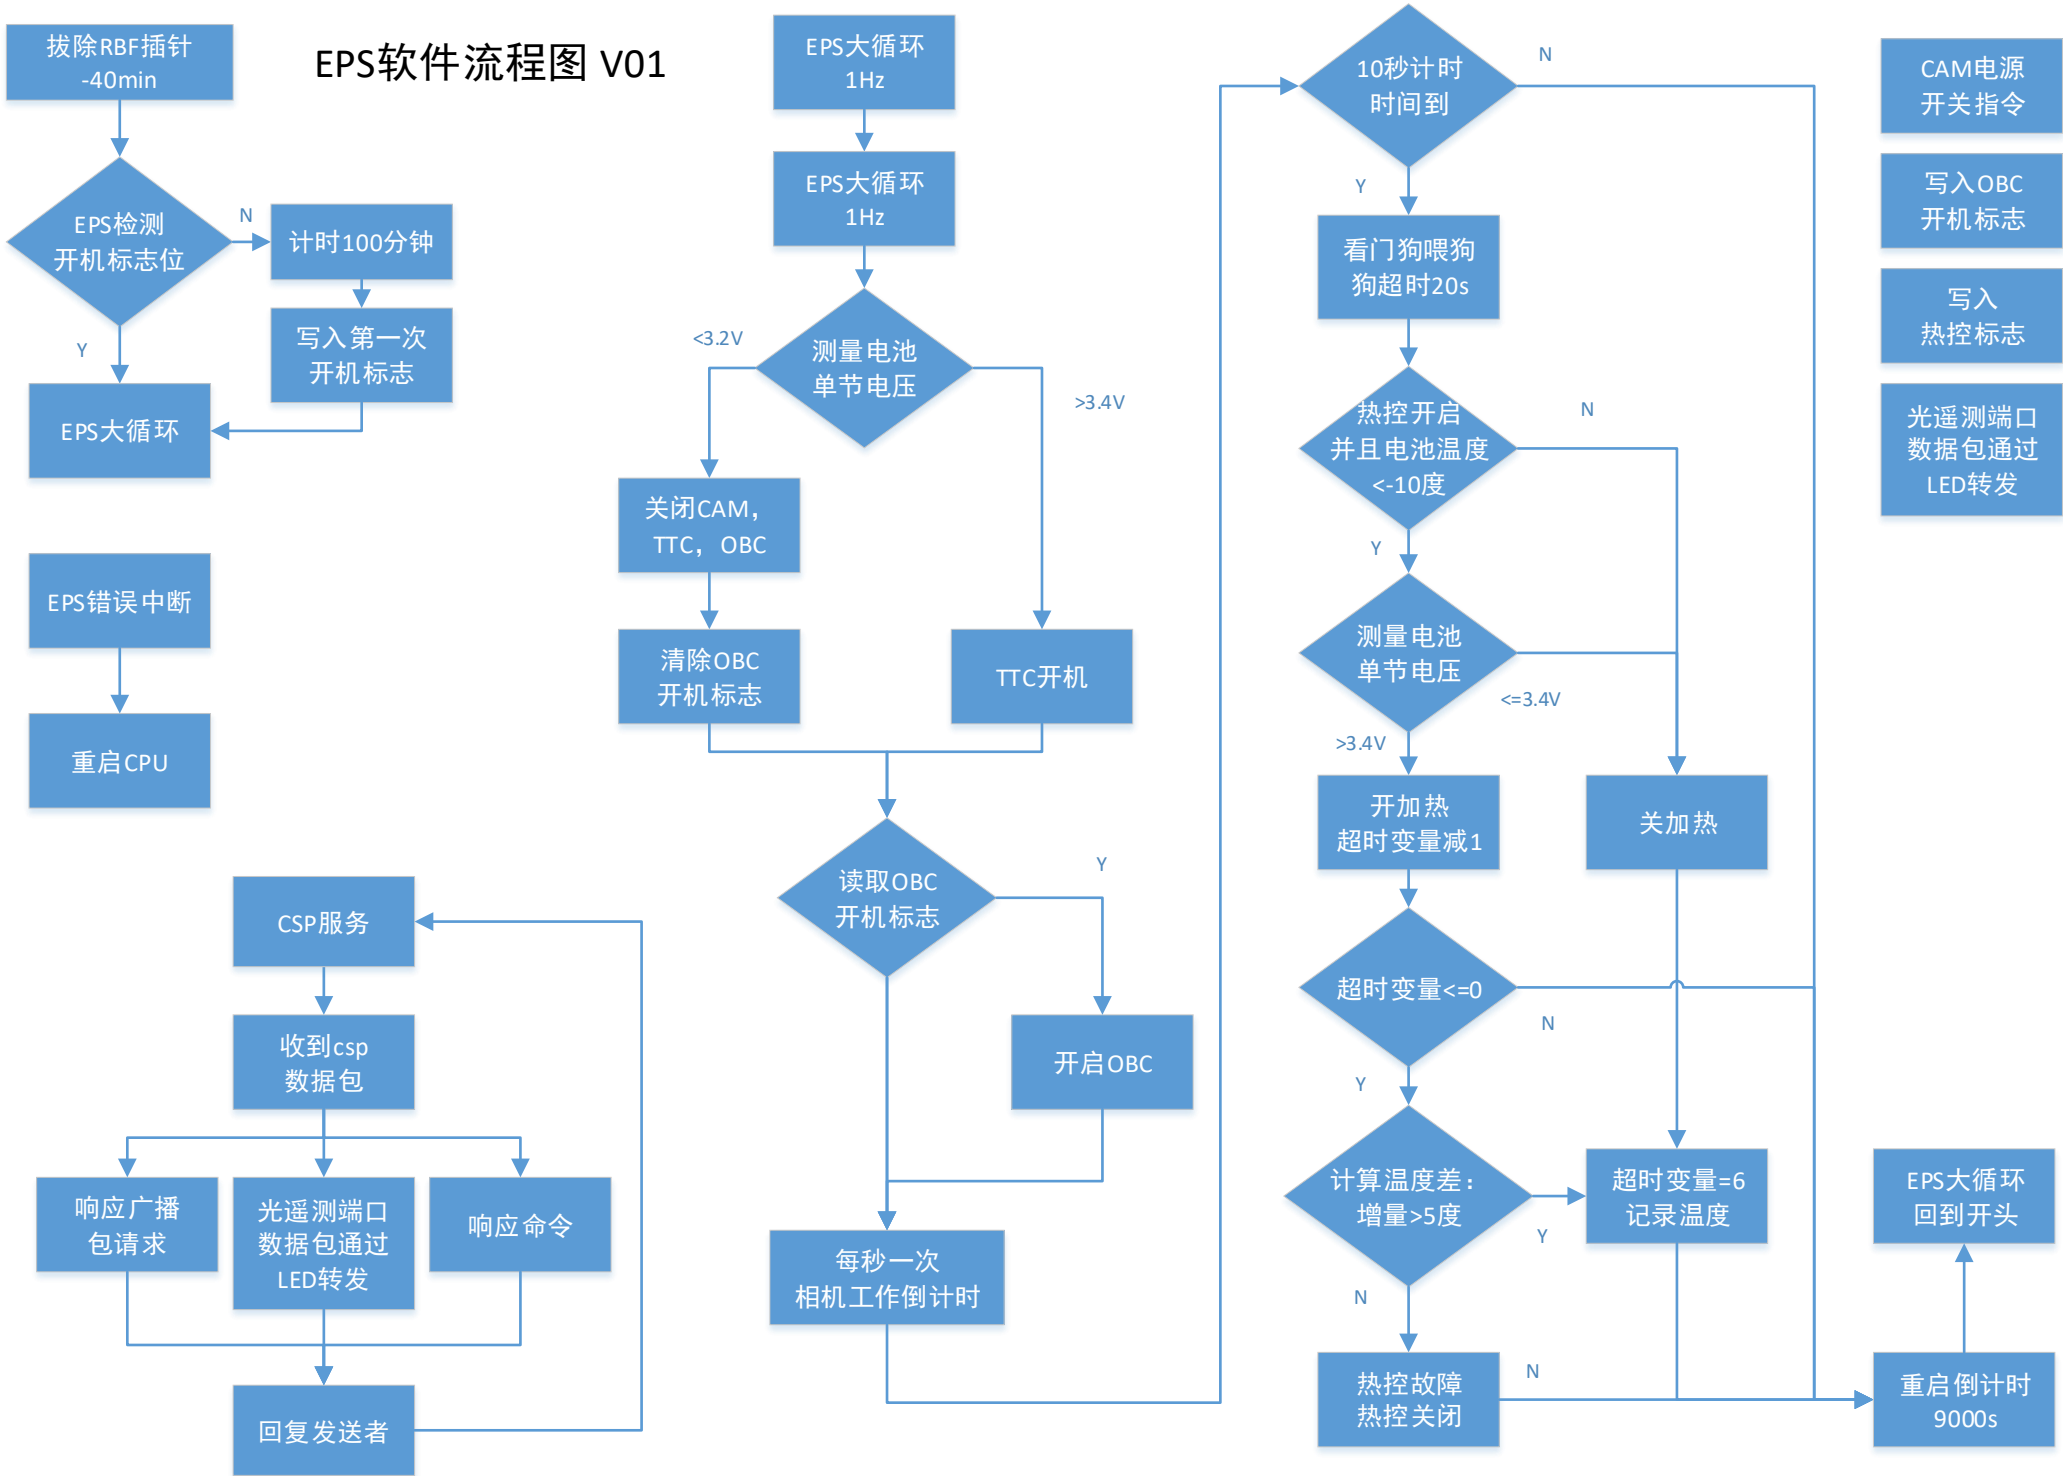 EPS软件流程图 V01
拔除RBF插针
-40min
EPS检测
开机标志位
N
计时100分钟
写入第一次
开机标志
Y
EPS大循环
EPS错误中断
重启CPU
CSP服务
收到csp
数据包
响应广播
包请求
光遥测端口
数据包通过
LED转发
响应命令
回复发送者
EPS大循环
1Hz
EPS大循环
1Hz
测量电池
单节电压
<3.2V
>3.4V
关闭CAM，
TTC，OBC
清除OBC
开机标志
TTC开机
读取OBC
开机标志
Y
开启OBC
每秒一次
相机工作倒计时
10秒计时
时间到
N
Y
看门狗喂狗
狗超时20s
热控开启
并且电池温度
<-10度
N
Y
测量电池
单节电压
<=3.4V
>3.4V
开加热
超时变量减1
关加热
超时变量<=0
N
Y
计算温度差：
增量>5度
Y
超时变量=6
记录温度
N
热控故障
热控关闭
N
重启倒计时
9000s
EPS大循环
回到开头
CAM电源
开关指令
写入OBC
开机标志
写入
热控标志
光遥测端口
数据包通过
LED转发